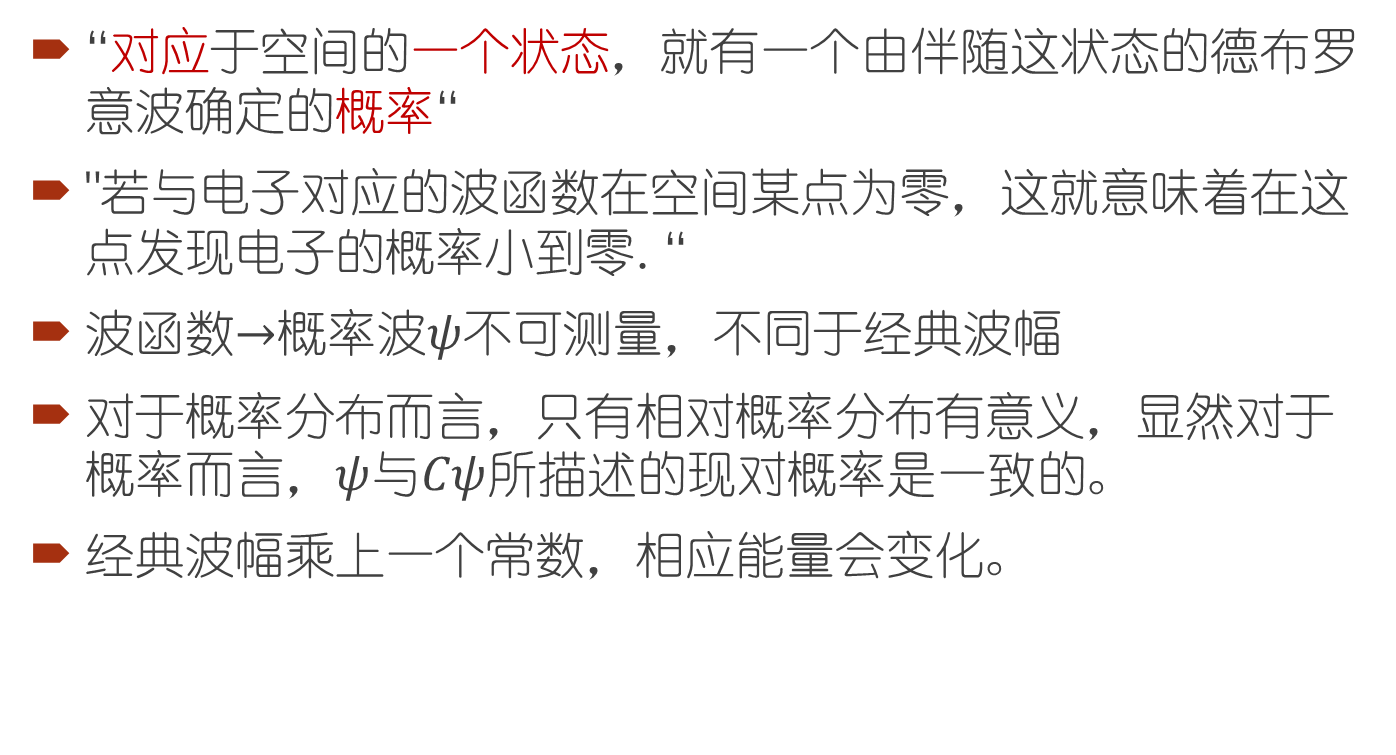 “对应于空间的一个状态，就有一个由伴随这状态的德布罗
意波确定的概率“
"若与电子对应的波函数在空间某点为零，这就意味着在这
点发现电子的概率小到零. “
波函数→概率波𝜓不可测量，不同于经典波幅
对于概率分布而言，只有相对概率分布有意义，显然对于
概率而言，𝜓与𝐶𝜓所描述的现对概率是一致的。
经典波幅乘上一个常数，相应能量会变化。